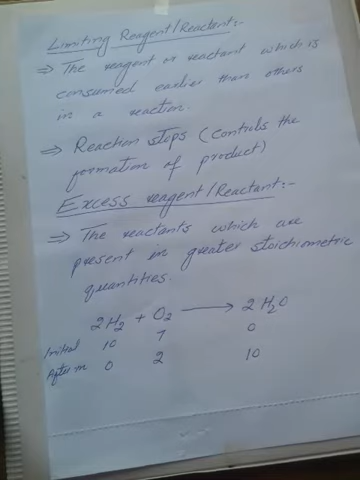 Limiting Reagent/Reactant:-
⇒ The reagent or reactant which is
consumed earlier than others
in a reaction.
⇒ Reaction stops (Controls the
formation of product)
Excess reagent/Reactant:-
⇒ The reactants which are
present in greater stoichiometric
quantities.
2H₂ + O₂ ⟶ 2H₂O
Initial 10 7 0
After rxn 0 2 10